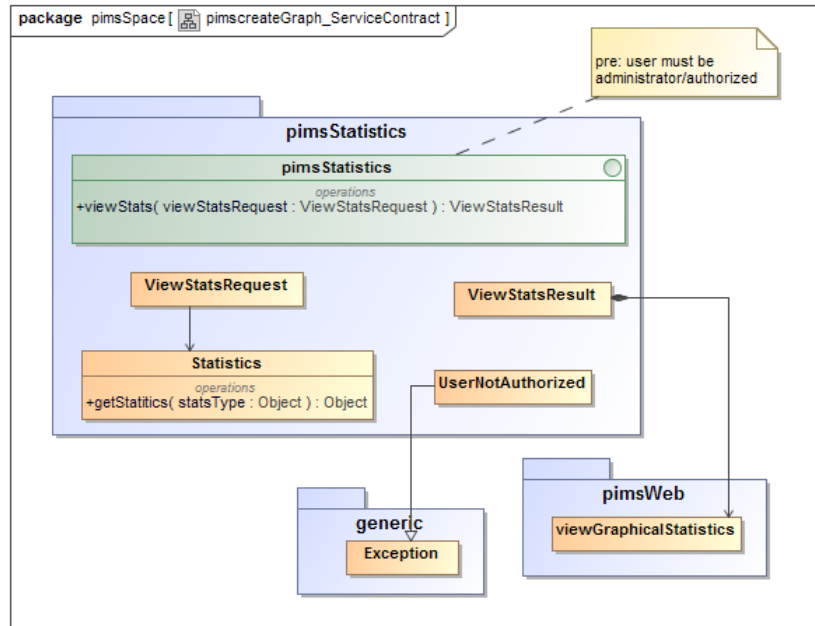 package pimsSpace [ pimscreateGraph_ServiceContract ]
pre: user must be
administrator/authorized
pimsStatistics
pimsStatistics
operations
+viewStats( viewStatsRequest : ViewStatsRequest ) : ViewStatsResult
ViewStatsRequest
ViewStatsResult
Statistics
operations
+getStatitics( statsType : Object ) : Object
UserNotAuthorized
pimsWeb
viewGraphicalStatistics
generic
Exception